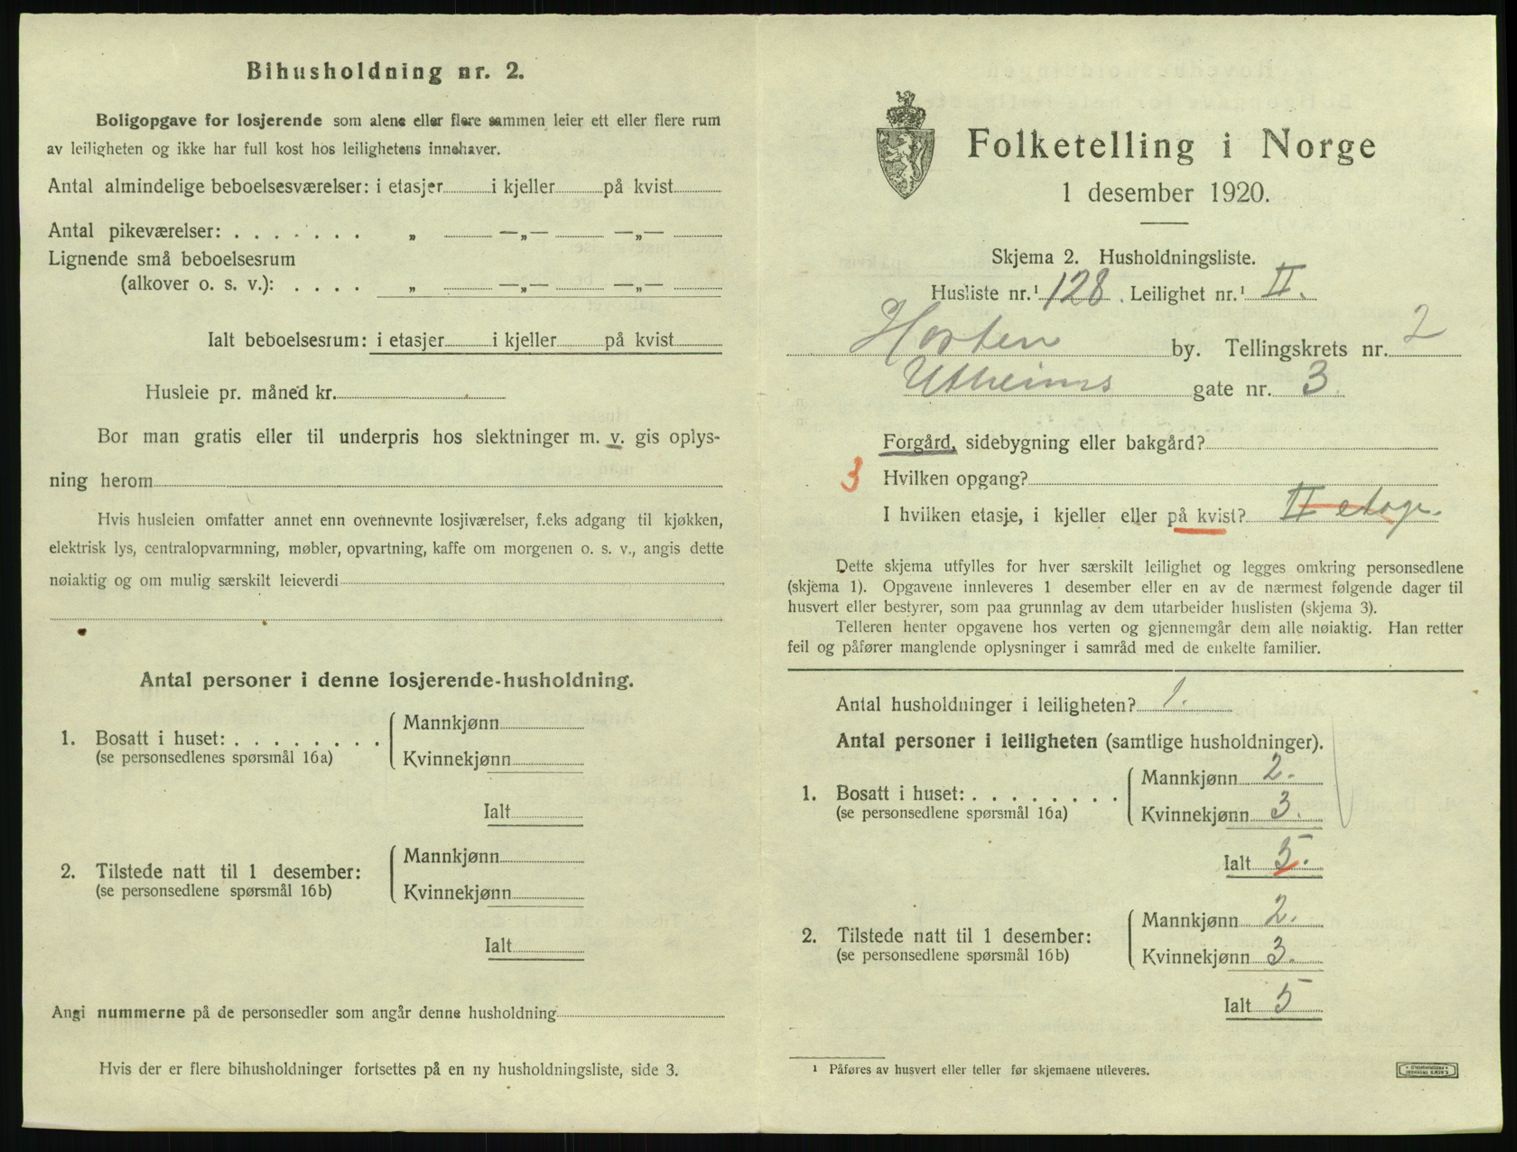 Bihusholdning nr. 2.
Boligopgave for losjerende som alene eller flere sammen leier ett eller flere rum
av leiligheten og ikke har full kost hos leilighetens innehaver.
Antal almindelige beboelsesværelser: i etasjer i kjeller på kvist
Antal pikeværelser: . . . . . . . „ —„— —„—
Lignende små beboelsesrum
(alkover o. s. v.): . . . . „ —„— —„—
Ialt beboelsesrum: i etasjer i kjeller på kvist
Husleie pr. måned kr.
Bor man gratis eller til underpris hos slektninger m. v. gis oplys-
ning herom
Hvis husleien omfatter annet enn ovennevnte losjiværelser, f.eks adgang til kjøkken,
elektrisk lys, centralopvarmning, møbler, opvartning, kaffe om morgenen o. s. v., angis dette
nøiaktig og om mulig særskilt leieverdi
Antal personer i denne losjerende-husholdning.
1. Bosatt i huset: . . . . . . . .
(se personsedlenes spørsmål 16a)
Mannkjønn
Kvinnekjønn
Ialt
2. Tilstede natt til 1 desember:
(se personsedlene spørsmål 16b)
Mannkjønn
Kvinnekjønn
Ialt
Angi nummerne på de personsedler som angår denne husholdning
Hvis der er flere bihusholdninger fortsettes på en ny husholdningsliste, side 3.
Folketelling i Norge
1 desember 1920.
Skjema 2. Husholdningsliste.
Husliste nr.¹ 128. Leilighet nr.¹ II.
Horten by. Tellingskrets nr. 2
Utheims gate nr. 3
Forgård, sidebygning eller bakgård?
3 Hvilken opgang?
I hvilken etasje, i kjeller eller på kvist? II etage.
Dette skjema utfylles for hver særskilt leilighet og legges omkring personsedlene
(skjema 1). Opgavene innleveres 1 desember eller en av de nærmest følgende dager til
husvert eller bestyrer, som paa grunnlag av dem utarbeider huslisten (skjema 3).
Telleren henter opgavene hos verten og gjennemgår dem alle nøiaktig. Han retter
feil og påfører manglende oplysninger i samråd med de enkelte familier.
Antal husholdninger i leiligheten? 1.
Antal personer i leiligheten (samtlige husholdninger).
1. Bosatt i huset: . . . . . . . .
(se personsedlene spørsmål 16a)
Mannkjønn 2.
Kvinnekjønn 3.
Ialt 5.
2. Tilstede natt til 1 desember:
(se personsedlene spørsmål 16b)
Mannkjønn 2.
Kvinnekjønn 3.
Ialt 5
¹ Påføres av husvert eller teller før skjemaene utleveres.